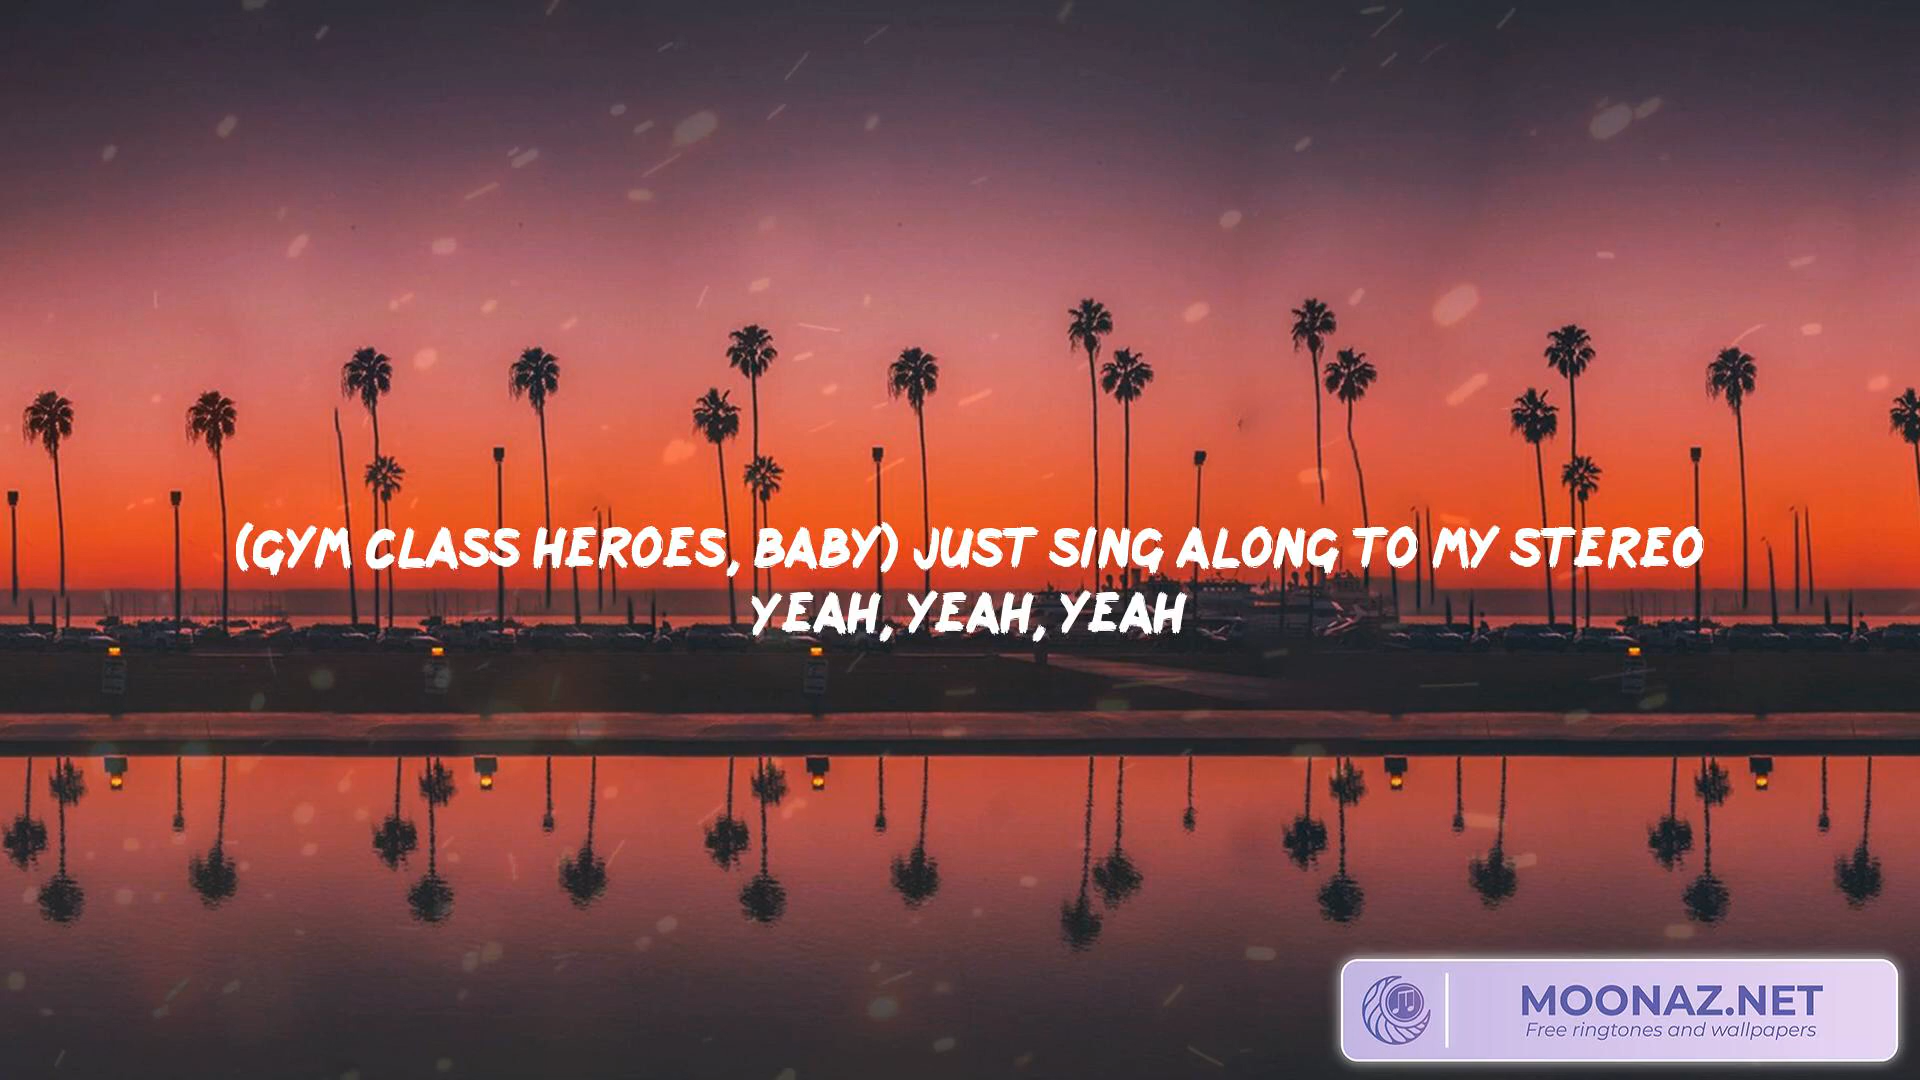 (GYM CLASS HEROES, BABY) JUST SING ALONG TO MY STEREO
YEAH, YEAH, YEAH
MOONAZ.NET
Free ringtones and wallpapers